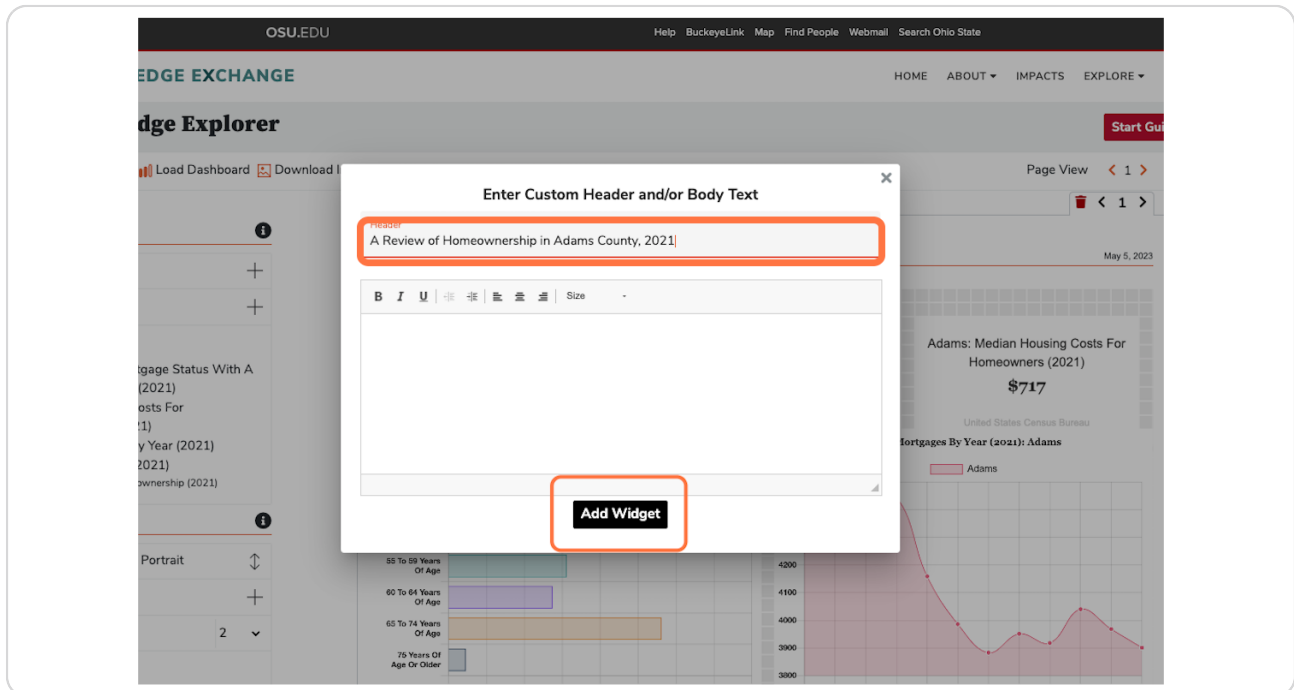 OSU.EDU
Help BuckeyeLink Map Find People Webmail Search Ohio State
EDGE EXCHANGE
HOME ABOUT IMPACTS EXPLORE
dge Explorer
Start Gui
Load Dashboard Download I
Page View < 1 >
< 1 >
Enter Custom Header and/or Body Text
Header
A Review of Homeownership in Adams County, 2021
May 5, 2023
B I U Size
tgage Status With A
(2021)
osts For
21)
y Year (2021)
2021)
ownership (2021)
Adams: Median Housing Costs For
Homeowners (2021)
$717
United States Census Bureau
Mortgages By Year (2021): Adams
Adams
Add Widget
Portrait
2
55 To 59 Years
Of Age
60 To 64 Years
Of Age
65 To 74 Years
Of Age
75 Years Of
Age Or Older
4200
4100
4000
3900
3800